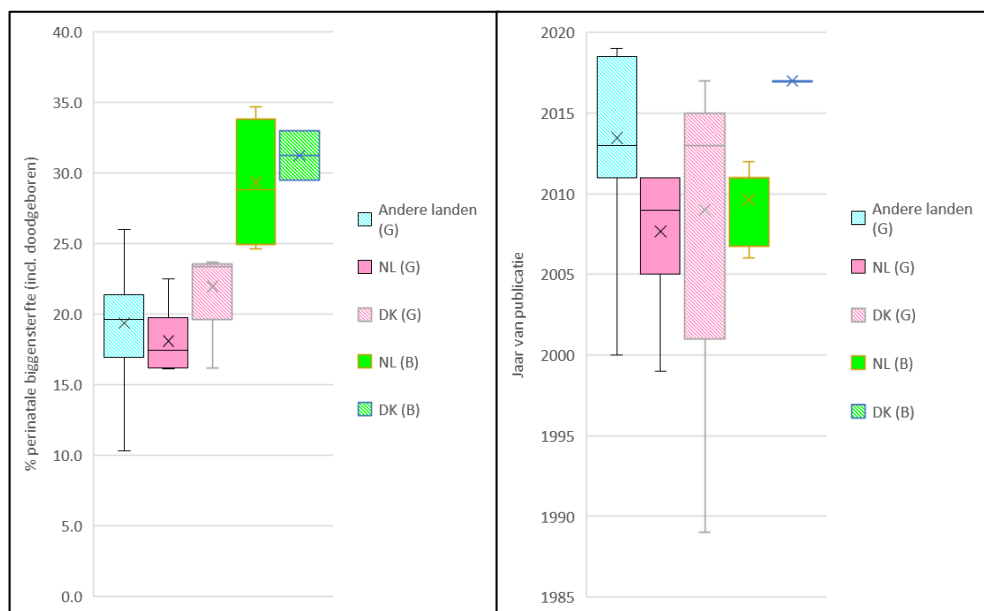 % perinatale biggensterfte (incl. doodgeboren)
40.0
35.0
30.0
25.0
20.0
15.0
10.0
5.0
0.0
Andere landen
(G)
NL (G)
DK (G)
NL (B)
DK (B)
Jaar van publicatie
2020
2015
2010
2005
2000
1995
1990
1985
Andere landen
(G)
NL (G)
DK (G)
NL (B)
DK (B)